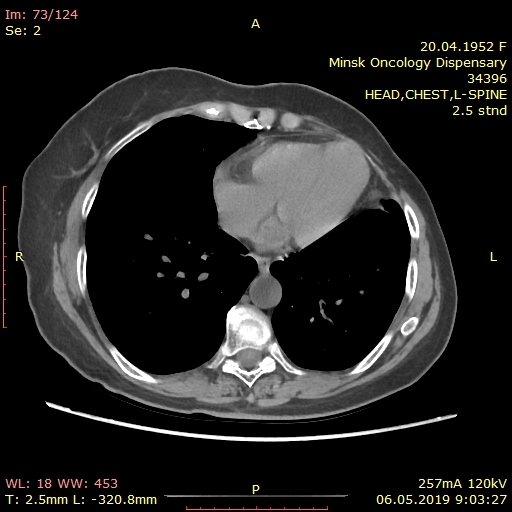 Im: 73/124
Se: 2
A
20.04.1952 F
Minsk Oncology Dispensary
34396
HEAD,CHEST,L-SPINE
2.5 stnd
R
L
WL: 18 WW: 453
T: 2.5mm L: -320.8mm
P
257mA 120kV
06.05.2019 9:03:27